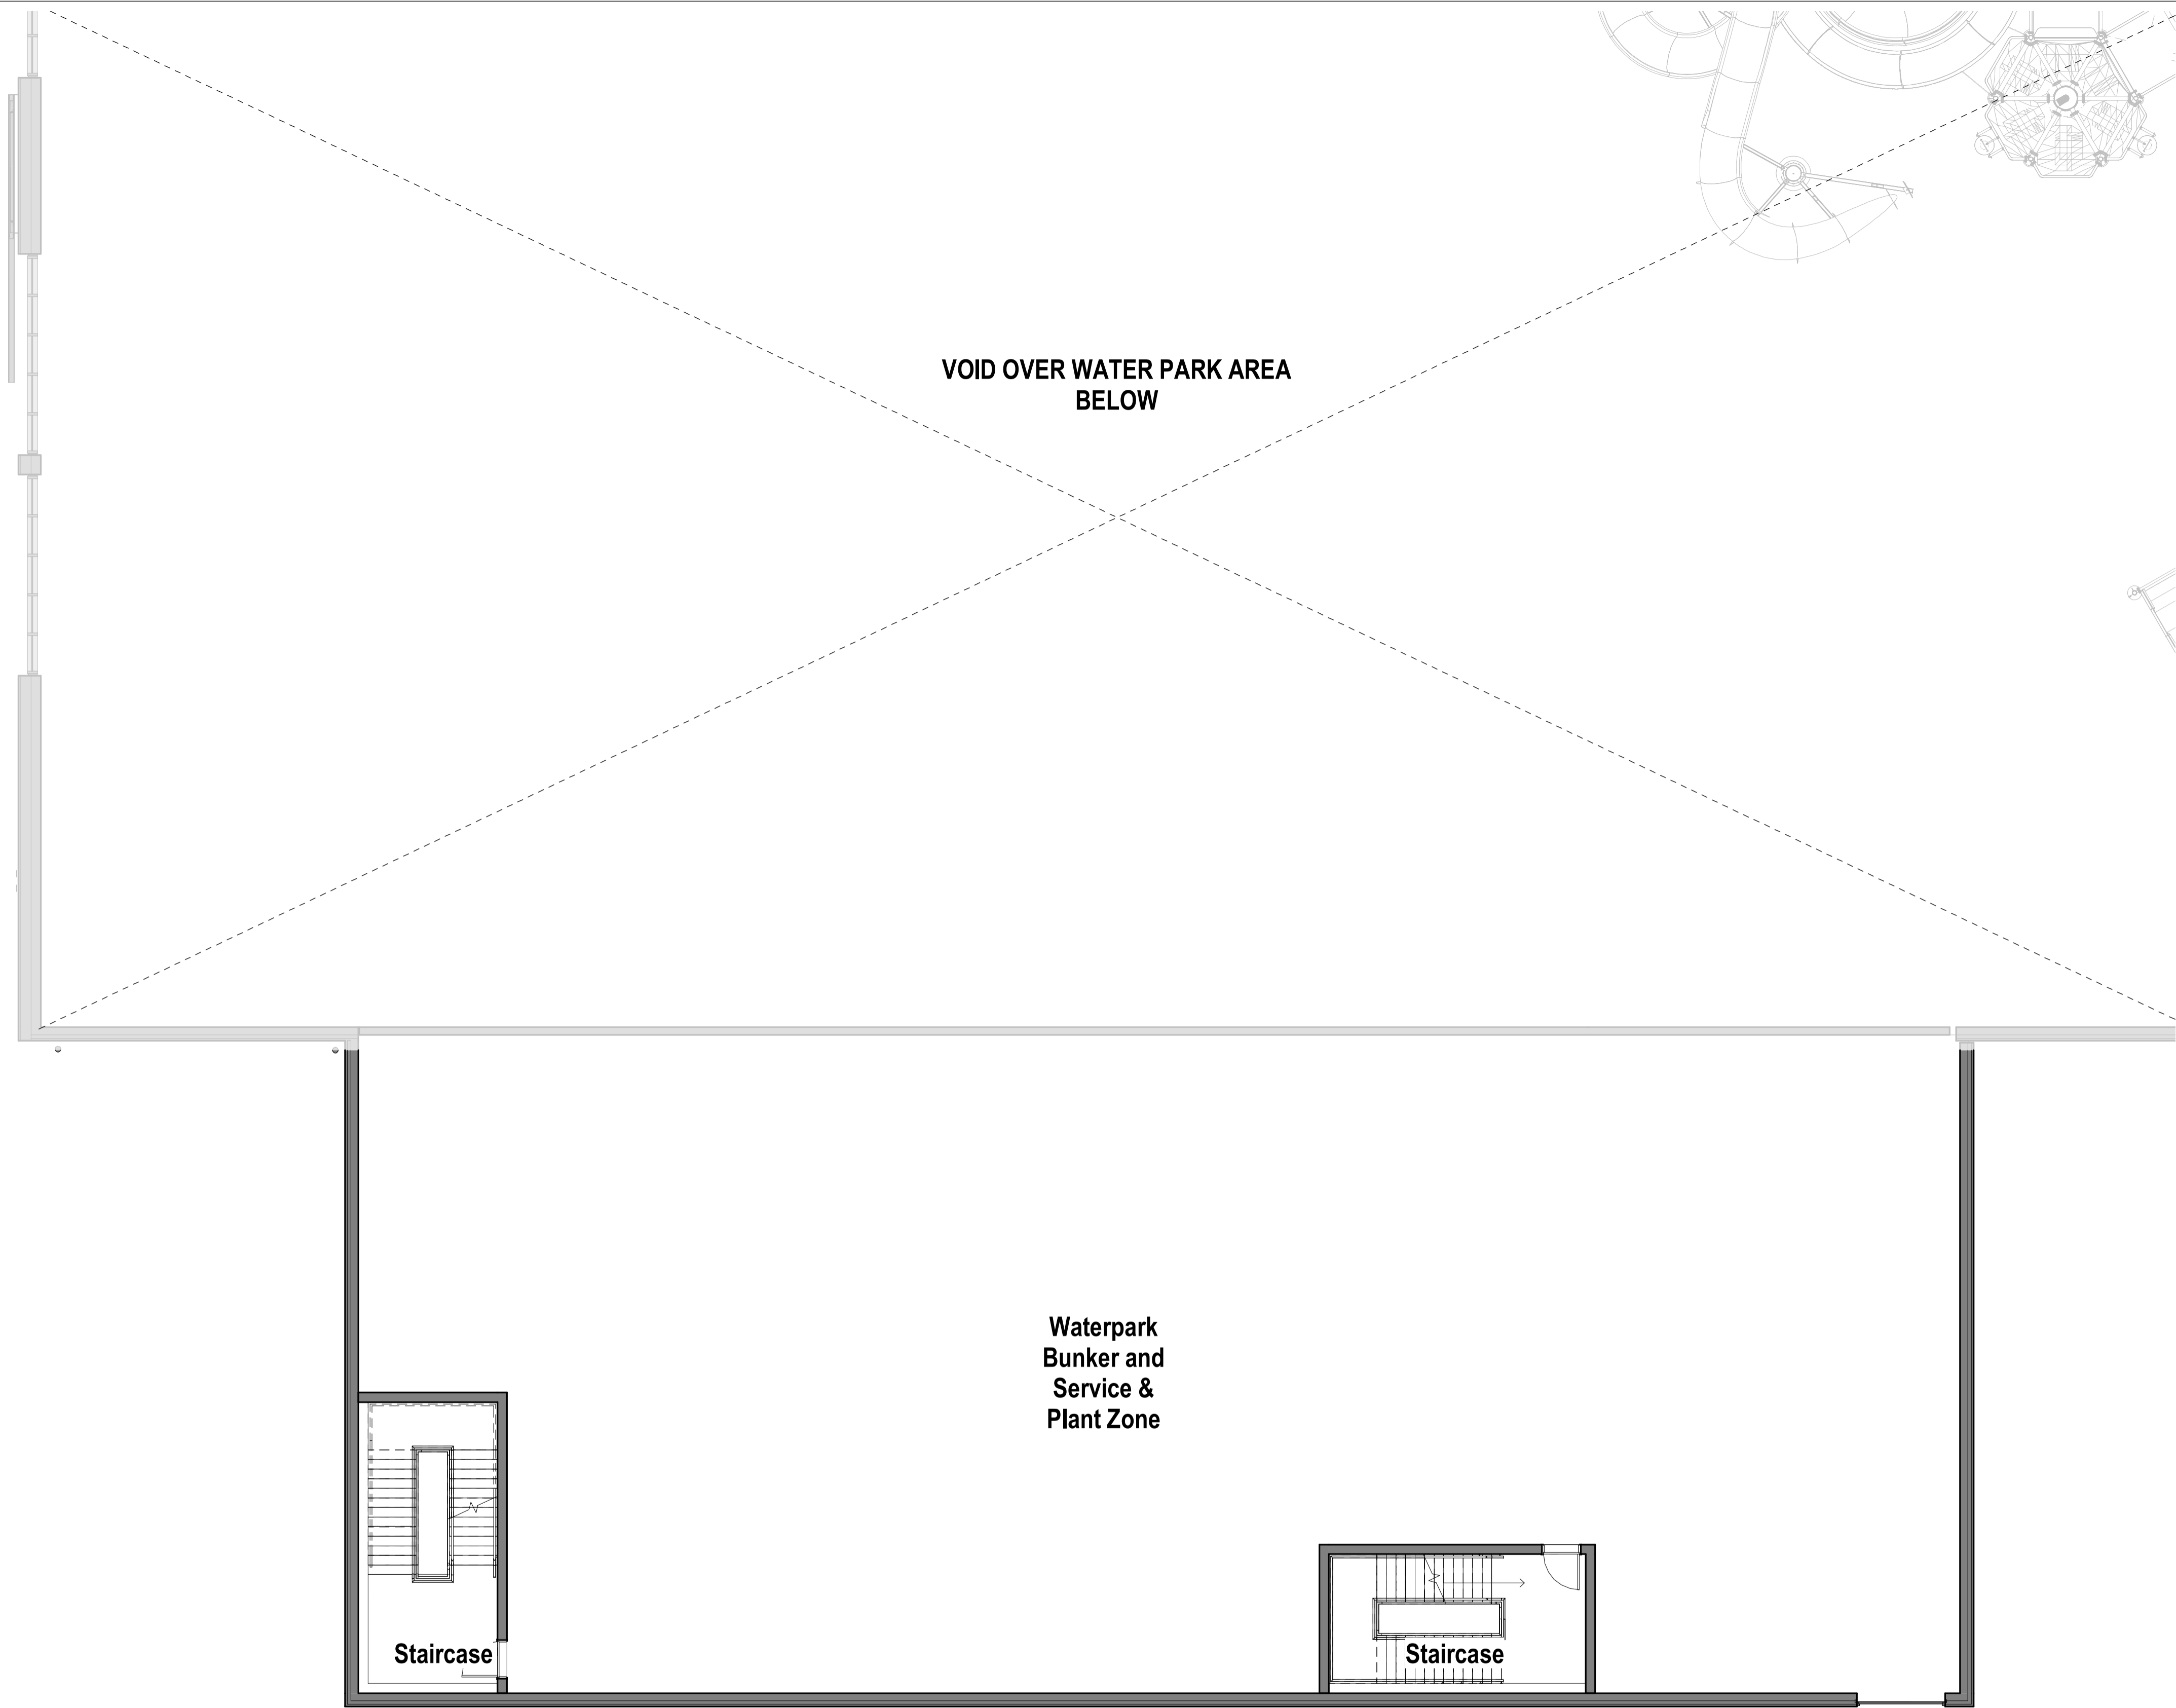 VOID OVER WATER PARK AREA
BELOW
Waterpark
Bunker and
Service &
Plant Zone
Staircase
Staircase